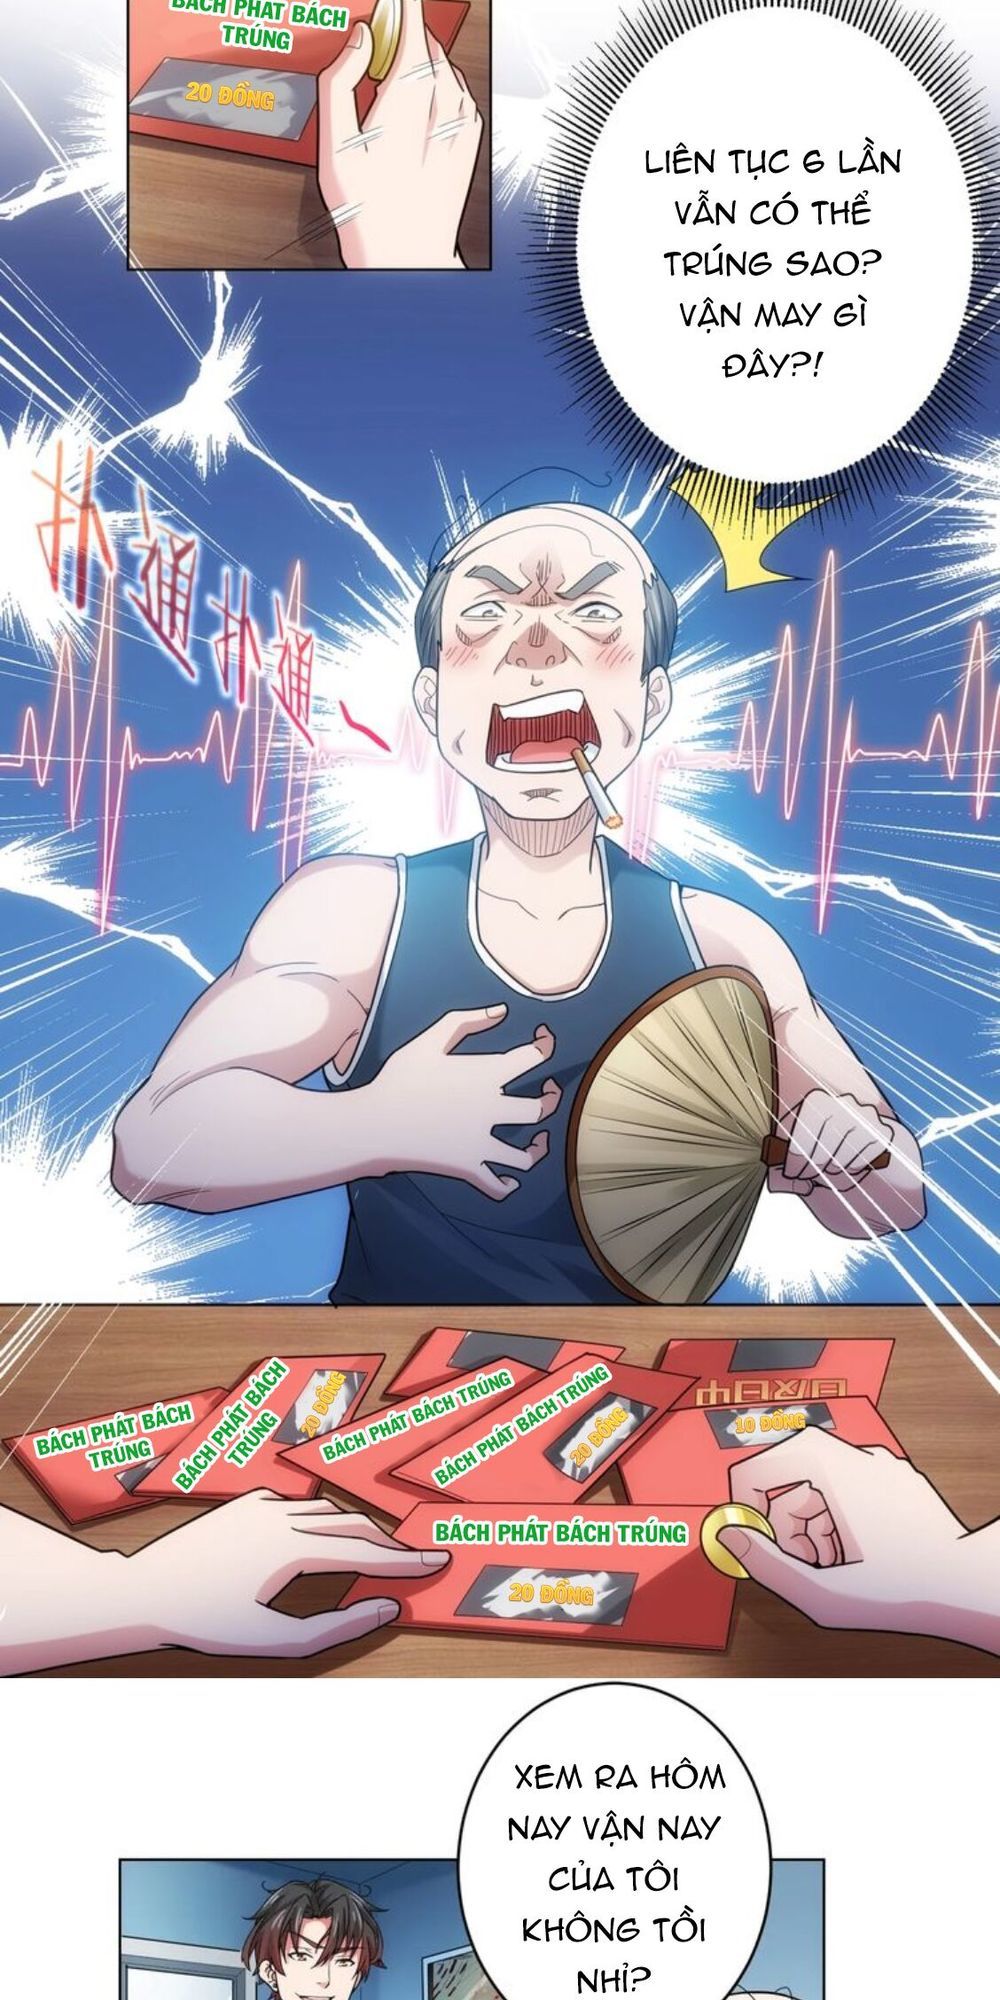 BÁCH PHÁT BÁCH
TRÚNG
20 ĐỒNG
LIÊN TỤC 6 LẦN
VẪN CÓ THỂ
TRÚNG SAO?
VẬN MAY GÌ
ĐÂY?!
扑通扑通
BÁCH PHÁT BÁCH
TRÚNG
BÁCH PHÁT BÁCH
TRÚNG
20 ĐỒNG
BÁCH PHÁT BÁCH TRÚNG
BÁCH PHÁT BÁCH TRÚNG
20 ĐỒNG
10 ĐỒNG
BÁCH PHÁT BÁCH TRÚNG
20 ĐỒNG
XEM RA HÔM
NAY VẬN NAY
CỦA TÔI
KHÔNG TỒI
NHỈ?